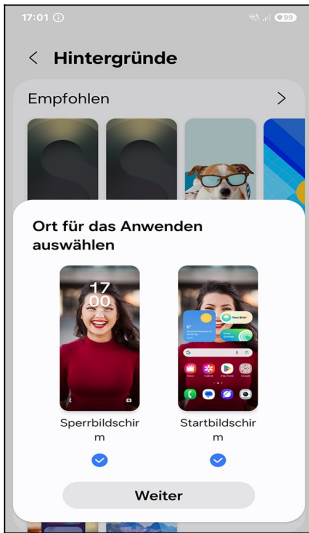 17:01
99
Hintergründe
Empfohlen
Ort für das Anwenden
auswählen
17
00
Sperrbildschir
m
Startbildschir
m
Weiter